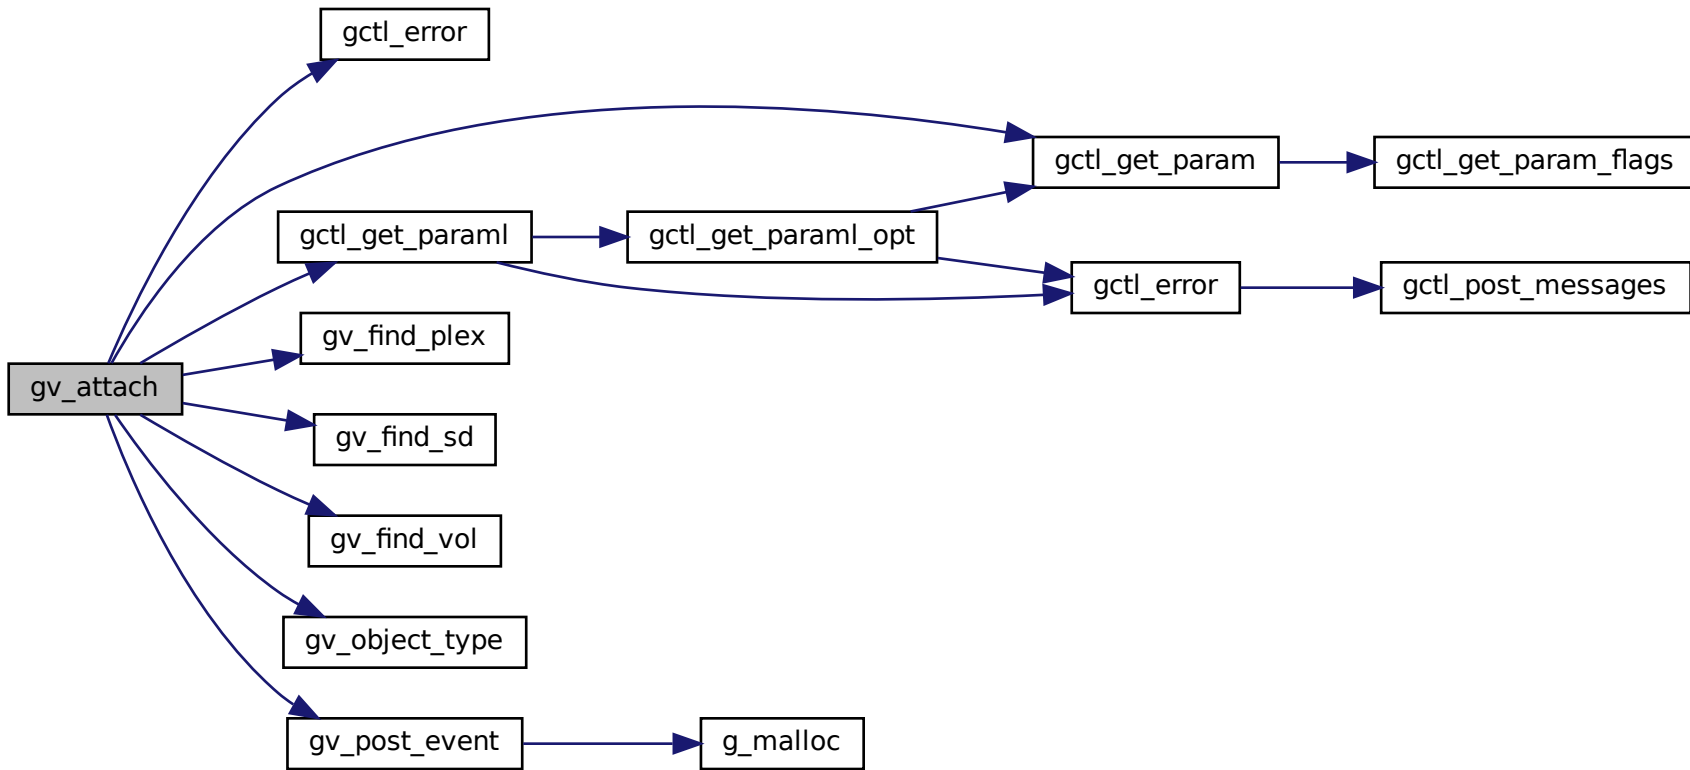 gctl_error
gctl_get_param
gctl_get_param_flags
gctl_get_paraml
gctl_get_paraml_opt
gctl_error
gctl_post_messages
gv_find_plex
gv_attach
gv_find_sd
gv_find_vol
gv_object_type
gv_post_event
g_malloc